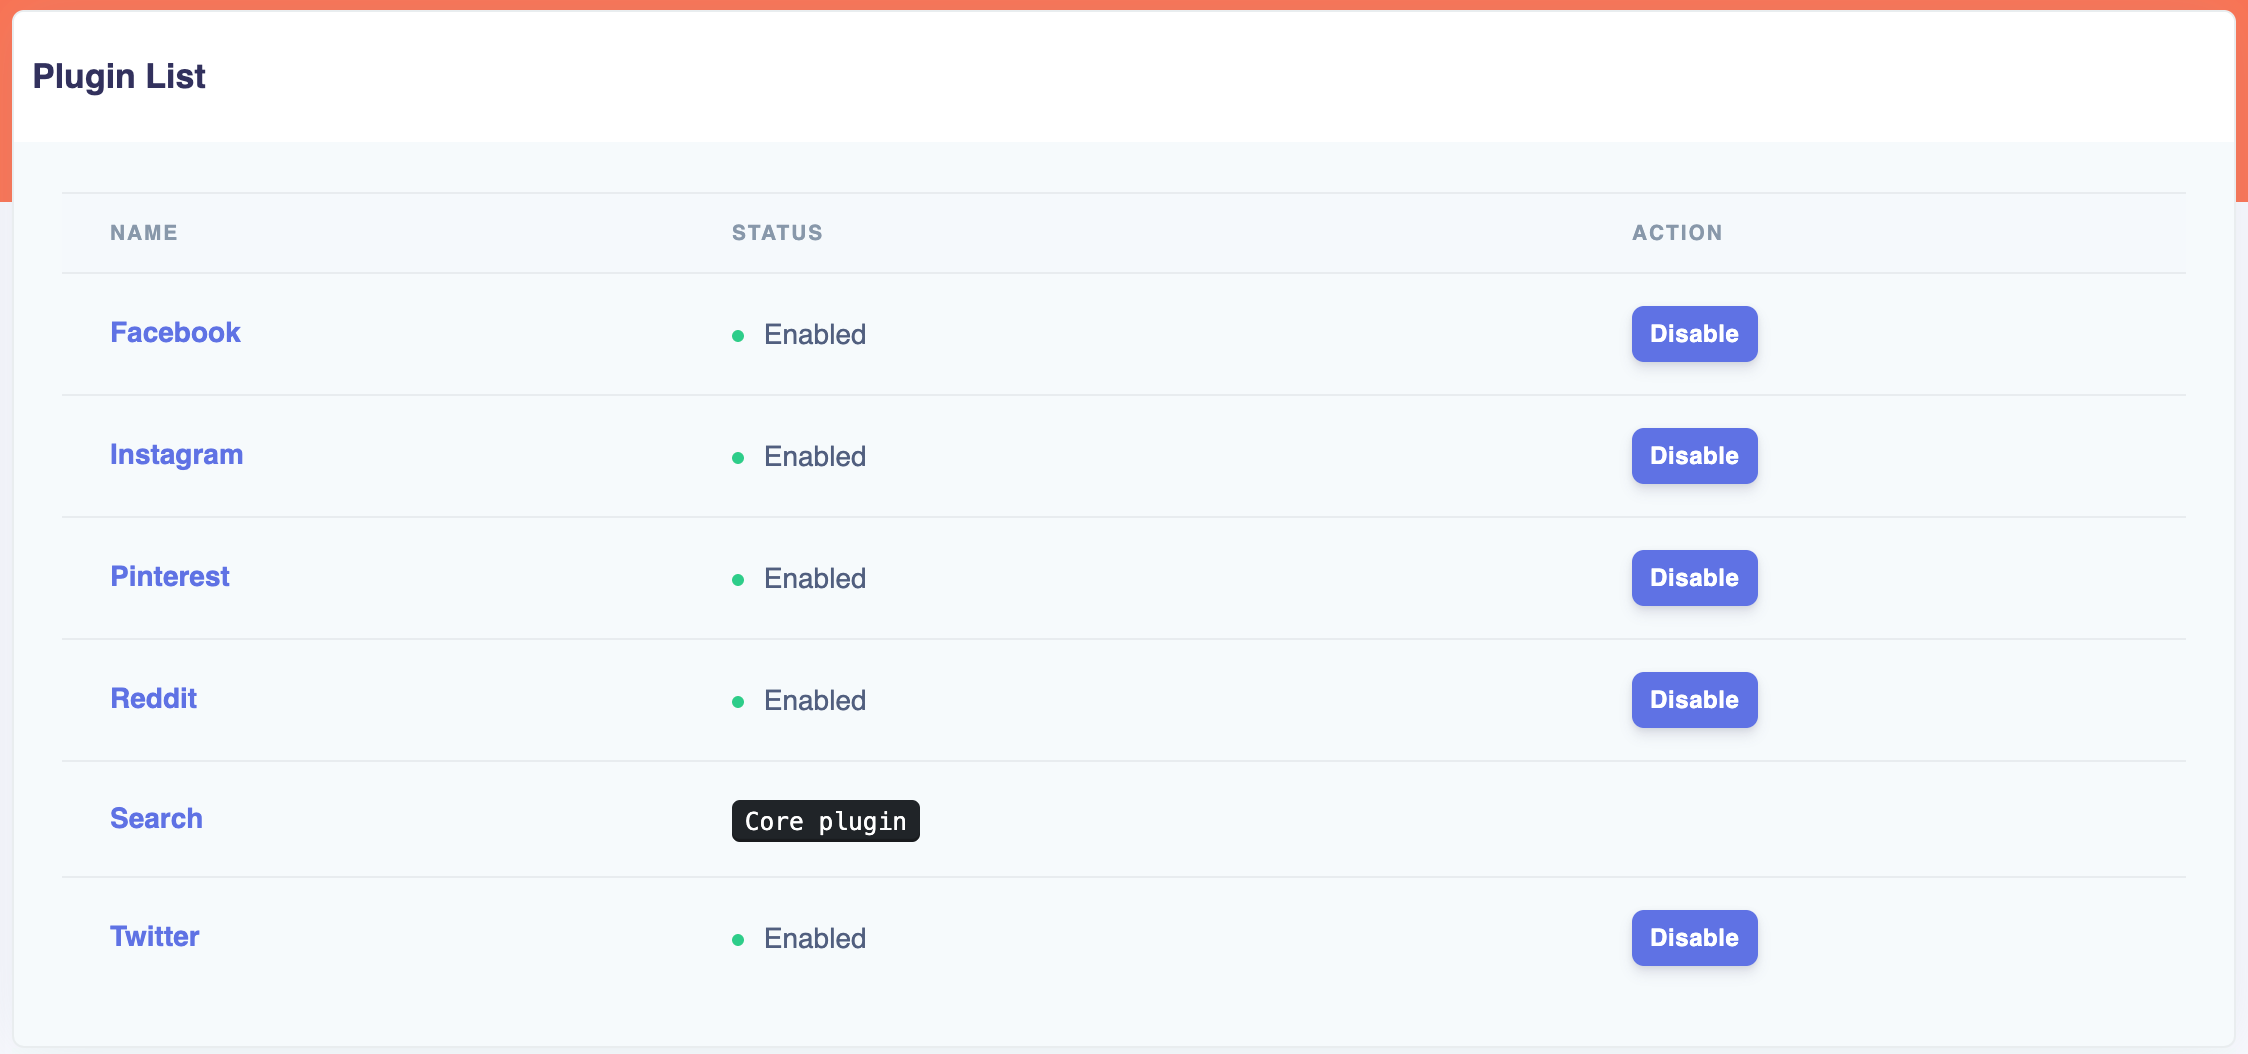 Plugin List
NAME STATUS ACTION
Facebook Enabled Disable
Instagram Enabled Disable
Pinterest Enabled Disable
Reddit Enabled Disable
Search Core plugin
Twitter Enabled Disable